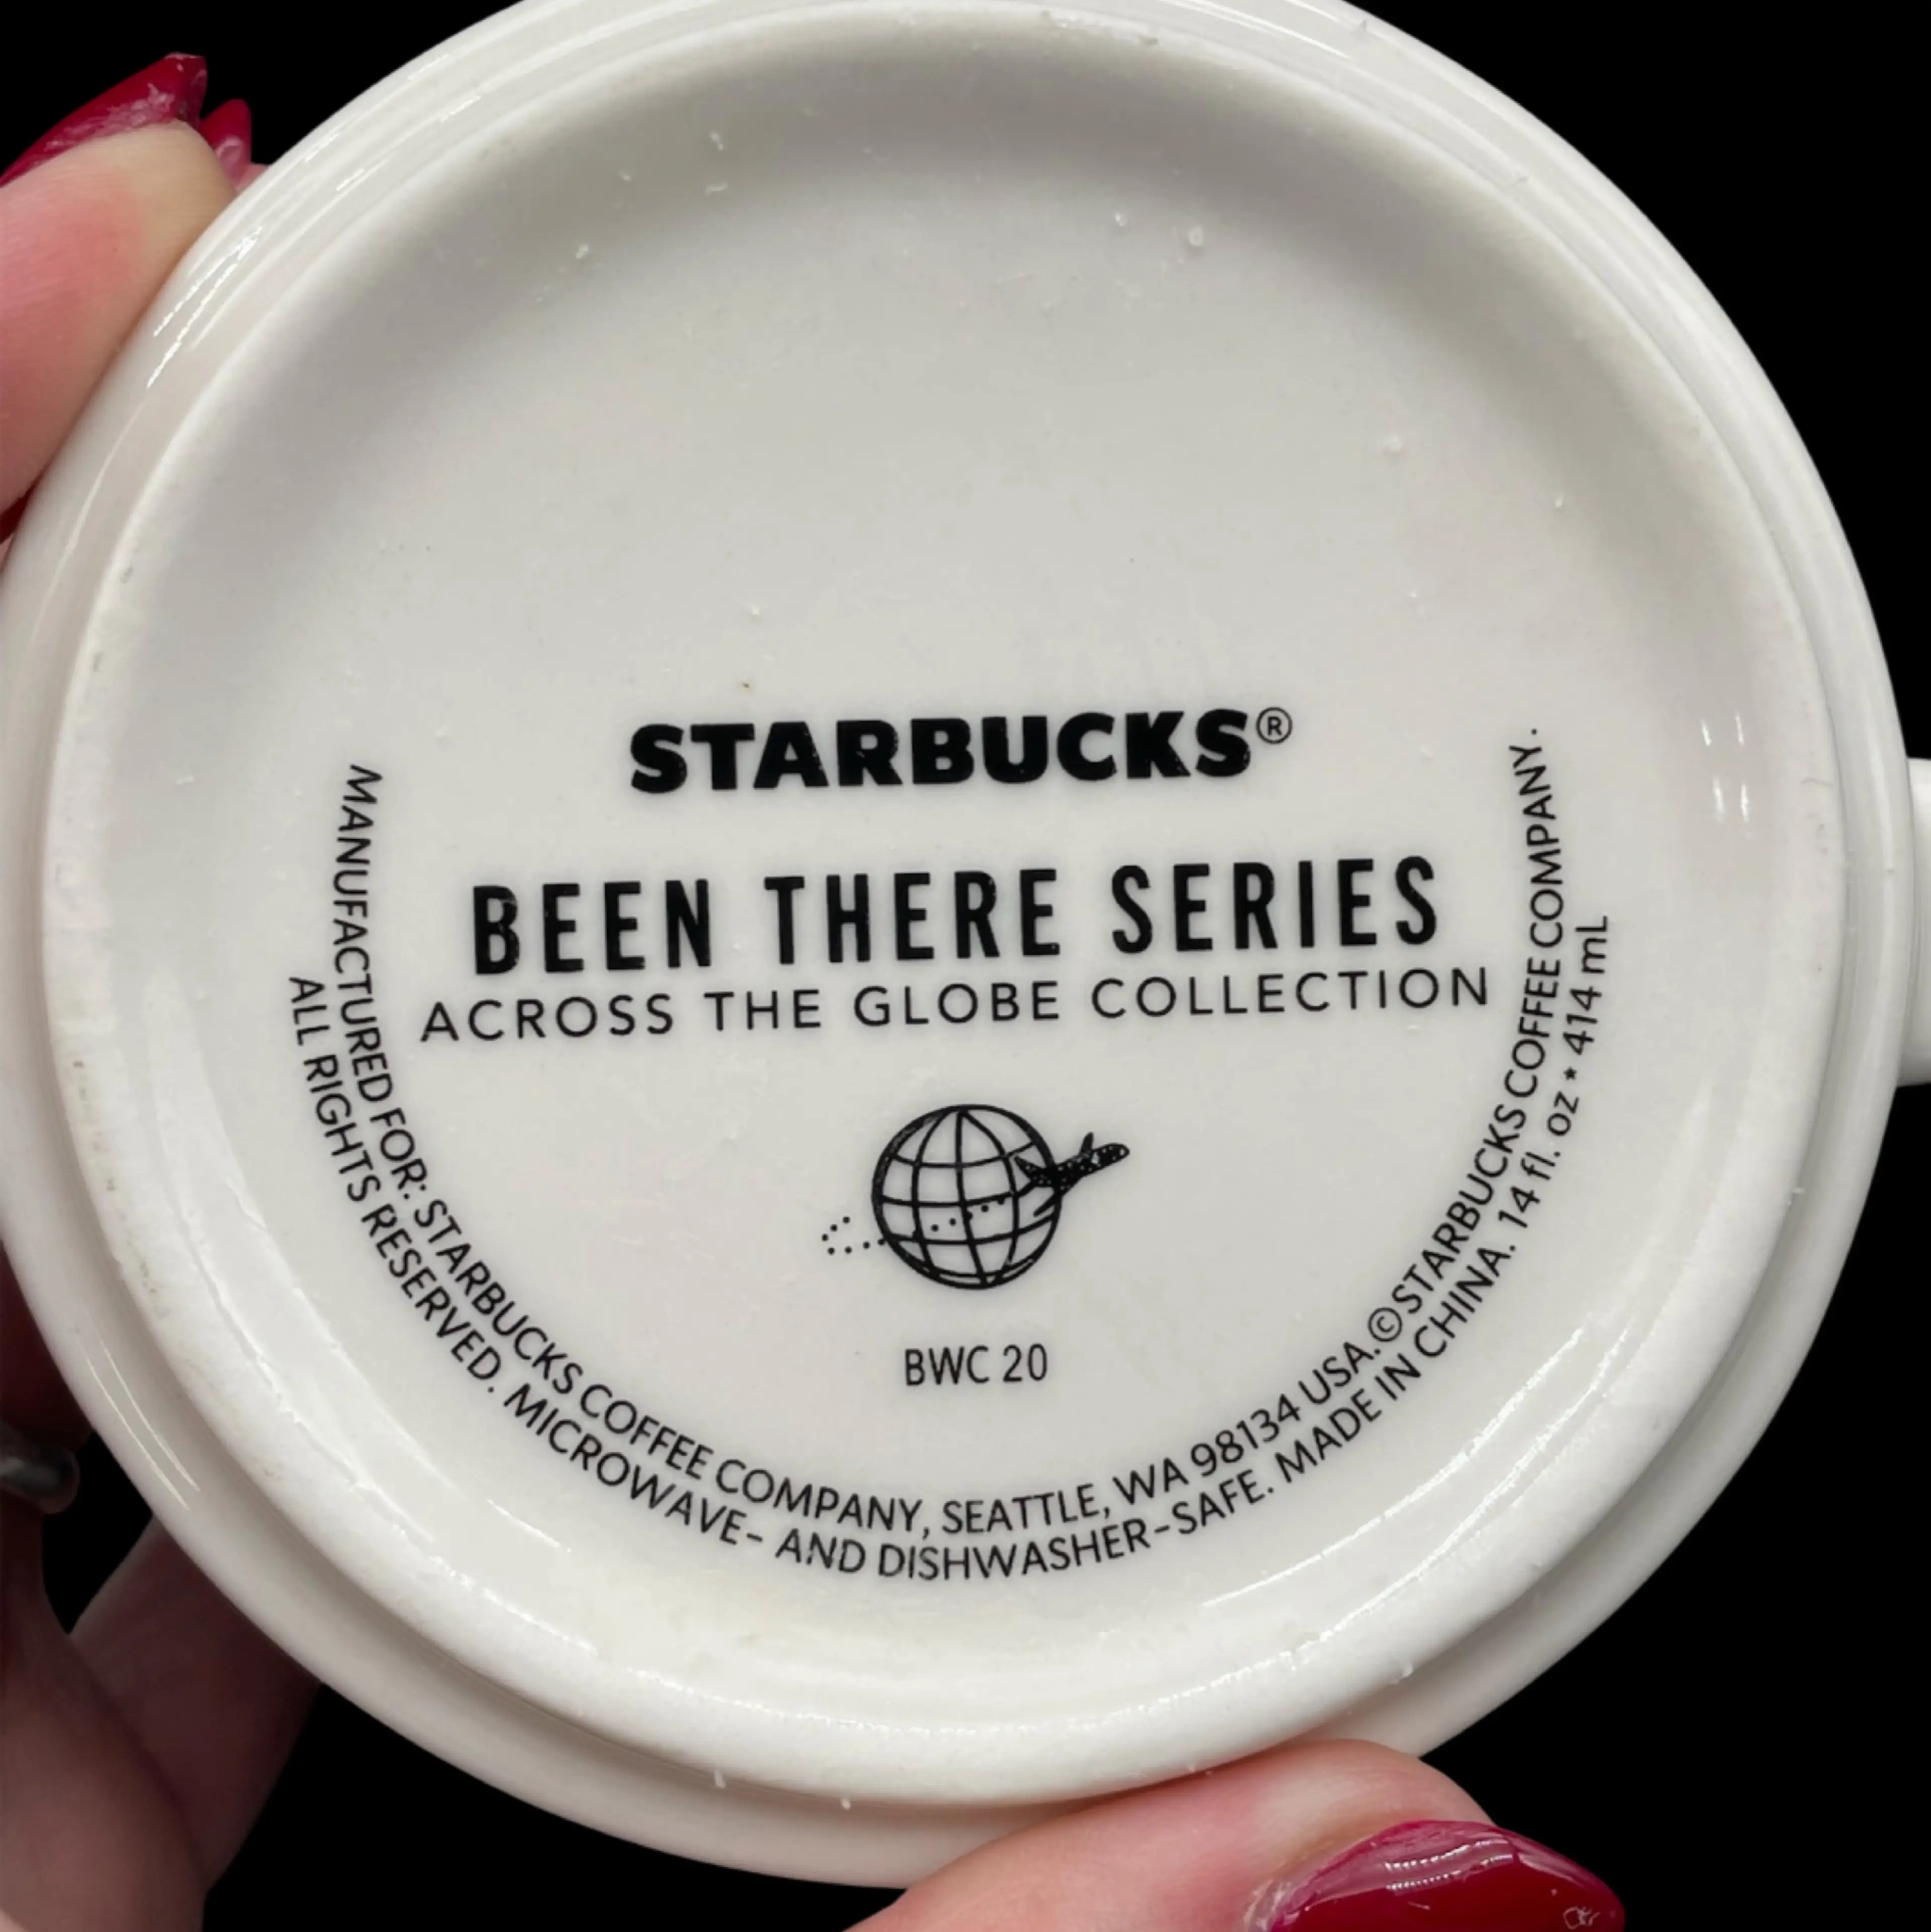 STARBUCKS®
BEEN THERE SERIES
ACROSS THE GLOBE COLLECTION
BWC 20
MANUFACTURED FOR: STARBUCKS COFFEE COMPANY, SEATTLE, WA 98134 USA.©STARBUCKS COFFEE COMPANY.
ALL RIGHTS RESERVED. MICROWAVE- AND DISHWASHER-SAFE. MADE IN CHINA. 14 fl. oz • 414 mL